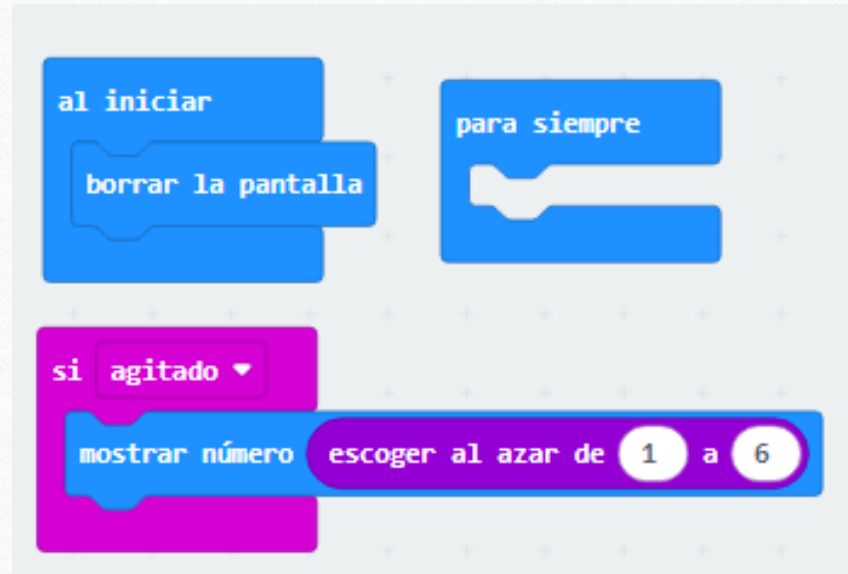 al iniciar
borrar la pantalla
para siempre
si agitado
mostrar número escoger al azar de 1 a 6